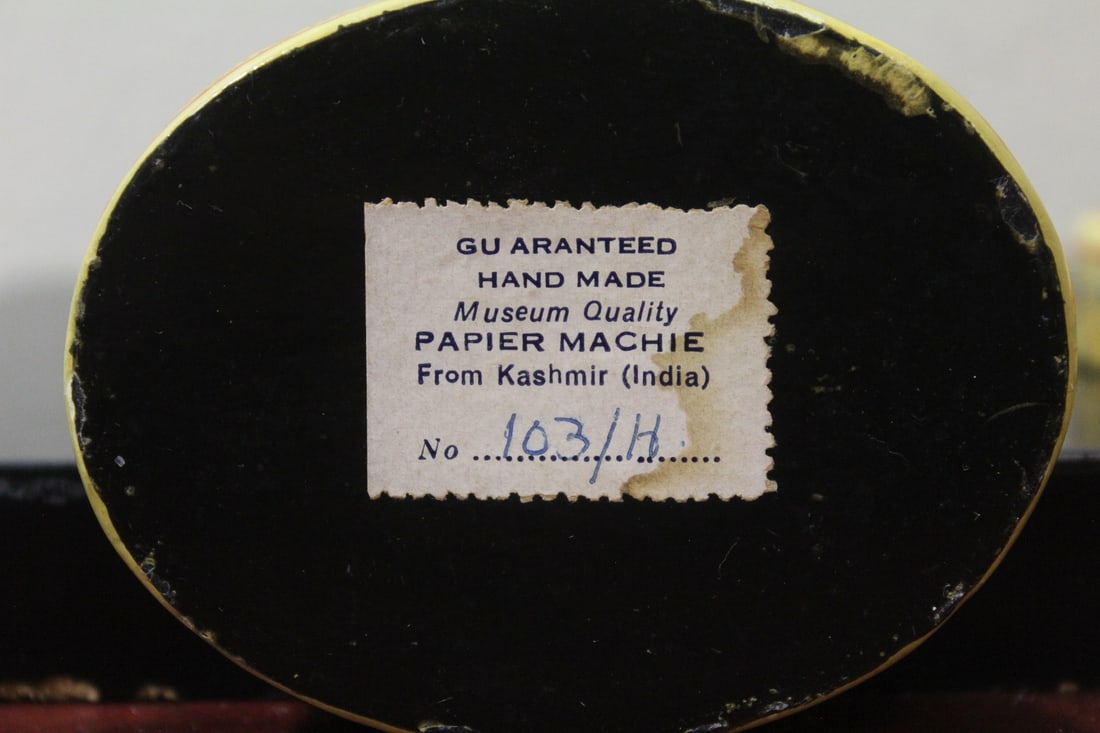 GU ARANTEED
HAND MADE
Museum Quality
PAPIER MACHIE
From Kashmir (India)
No ...103/H...